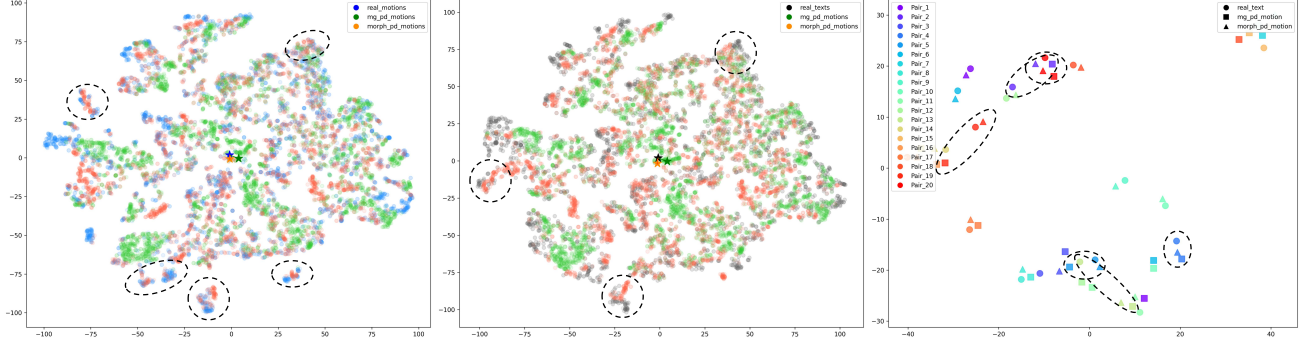 real_motions
mg_pd_motions
morph_pd_motions
100
75
50
25
0
−25
−50
−75
−100
−100
−75
−50
−25
0
25
50
75
100
real_texts
mg_pd_motions
morph_pd_motions
75
50
25
0
−25
−50
−75
−100
−100
−75
−50
−25
0
25
50
75
100
Pair_1
Pair_2
Pair_3
Pair_4
Pair_5
Pair_6
Pair_7
Pair_8
Pair_9
Pair_10
Pair_11
Pair_12
Pair_13
Pair_14
Pair_15
Pair_16
Pair_17
Pair_18
Pair_19
Pair_20
real_text
mg_pd_motion
morph_pd_motion
30
20
10
0
−10
−20
−30
−40
−20
0
20
40